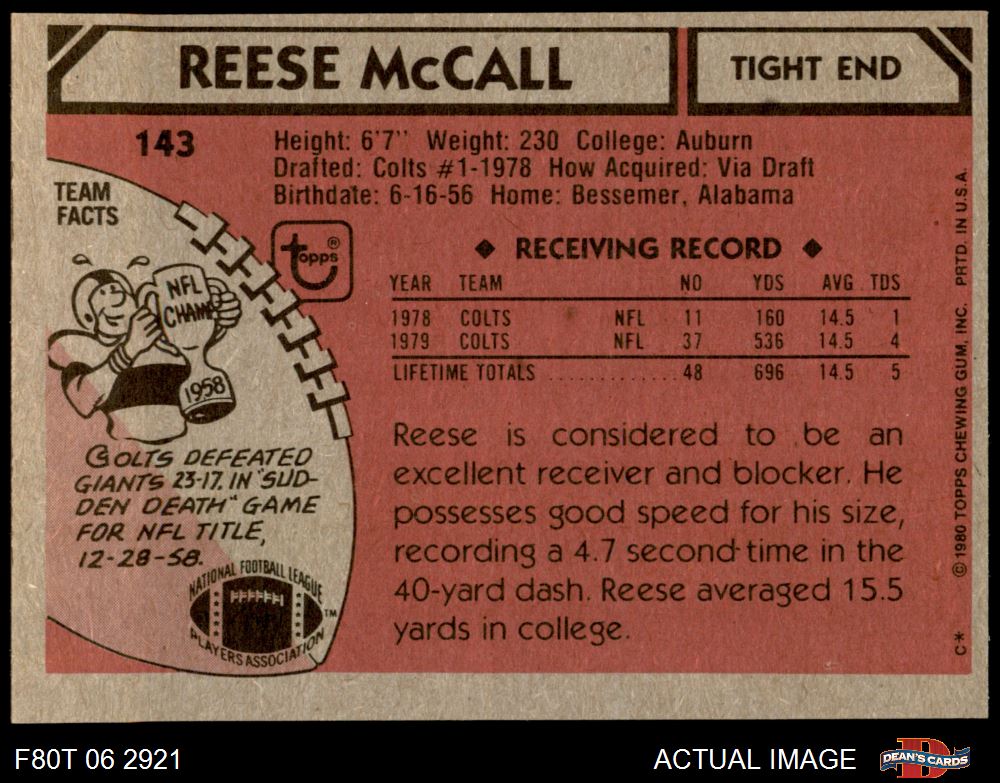 REESE McCALL
TIGHT END
143
Height: 6'7" Weight: 230 College: Auburn
Drafted: Colts #1-1978 How Acquired: Via Draft
Birthdate: 6-16-56 Home: Bessemer, Alabama
TEAM
FACTS
topps®
NFL
CHAMPS
1958
COLTS DEFEATED
GIANTS 23-17. IN "SUD-
DEN DEATH" GAME
FOR NFL TITLE,
12-28-58.
NATIONAL FOOTBALL LEAGUE
PLAYERS ASSOCIATION
™
◆ RECEIVING RECORD ◆
YEAR TEAM NO YDS AVG TDS
1978 COLTS NFL 11 160 14.5 1
1979 COLTS NFL 37 536 14.5 4
LIFETIME TOTALS ............ 48 696 14.5 5
Reese is considered to be an
excellent receiver and blocker. He
possesses good speed for his size,
recording a 4.7 second time in the
40-yard dash. Reese averaged 15.5
yards in college.
© 1980 TOPPS CHEWING GUM, INC. PRTD. IN U.S.A.
C*
F80T 06 2921
ACTUAL IMAGE
D
DEAN'S CARDS